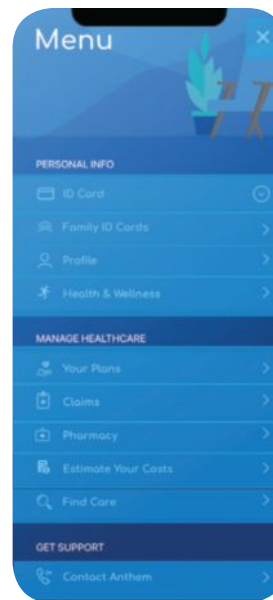 Menu
PERSONAL INFO
ID Card
Family ID Cards
Profile
Health & Wellness
MANAGE HEALTHCARE
Your Plans
Claims
Pharmacy
Estimate Your Costs
Find Care
GET SUPPORT
Contact Anthem